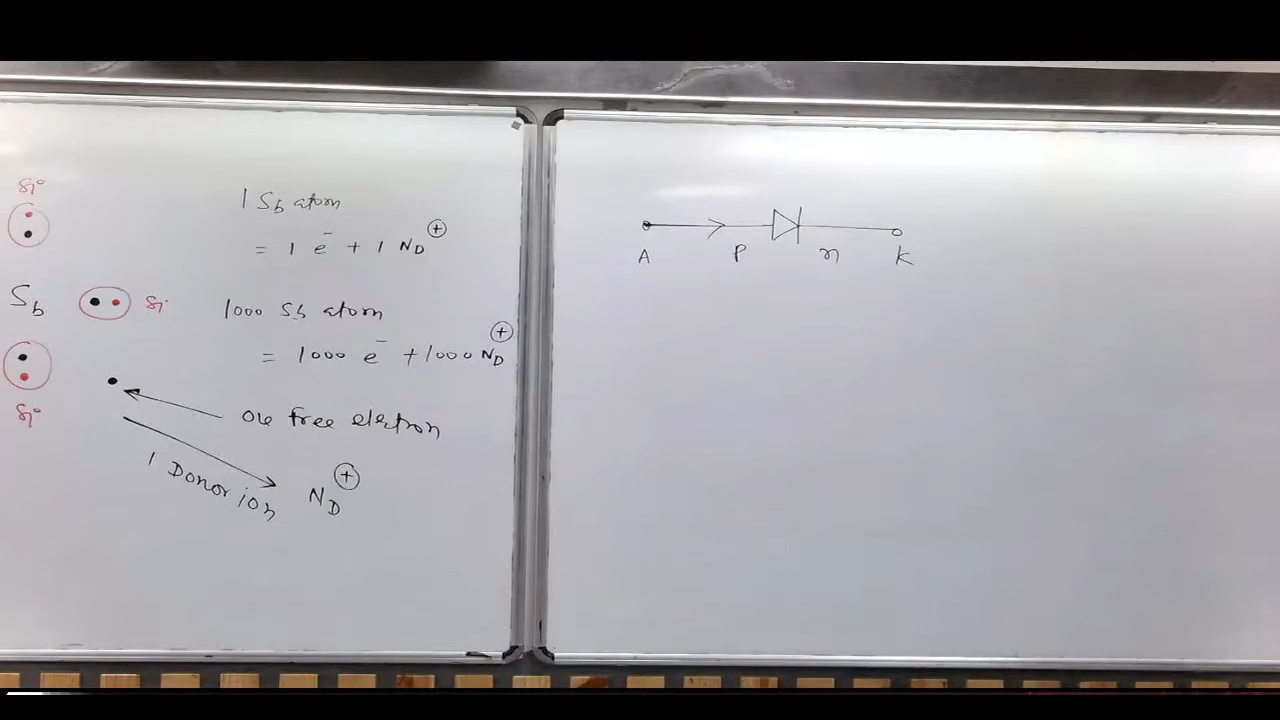 Si
1 Sb atom
= 1 e⁻ + 1 N_D⊕
Sb Si
1000 Sb atom
= 1000 e⁻ + 1000 N_D⊕
Si
One free electron
1 Donor ion N_D⊕
A P n K